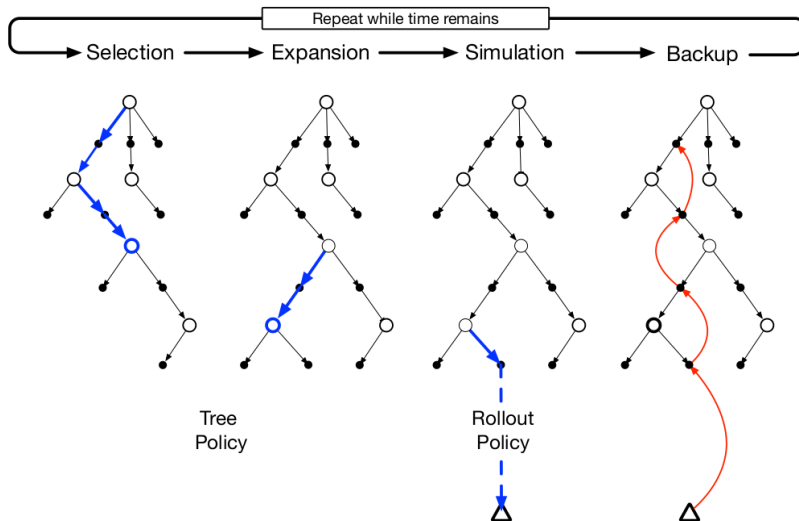 Repeat while time remains
Selection
Expansion
Simulation
Backup
Tree
Policy
Rollout
Policy